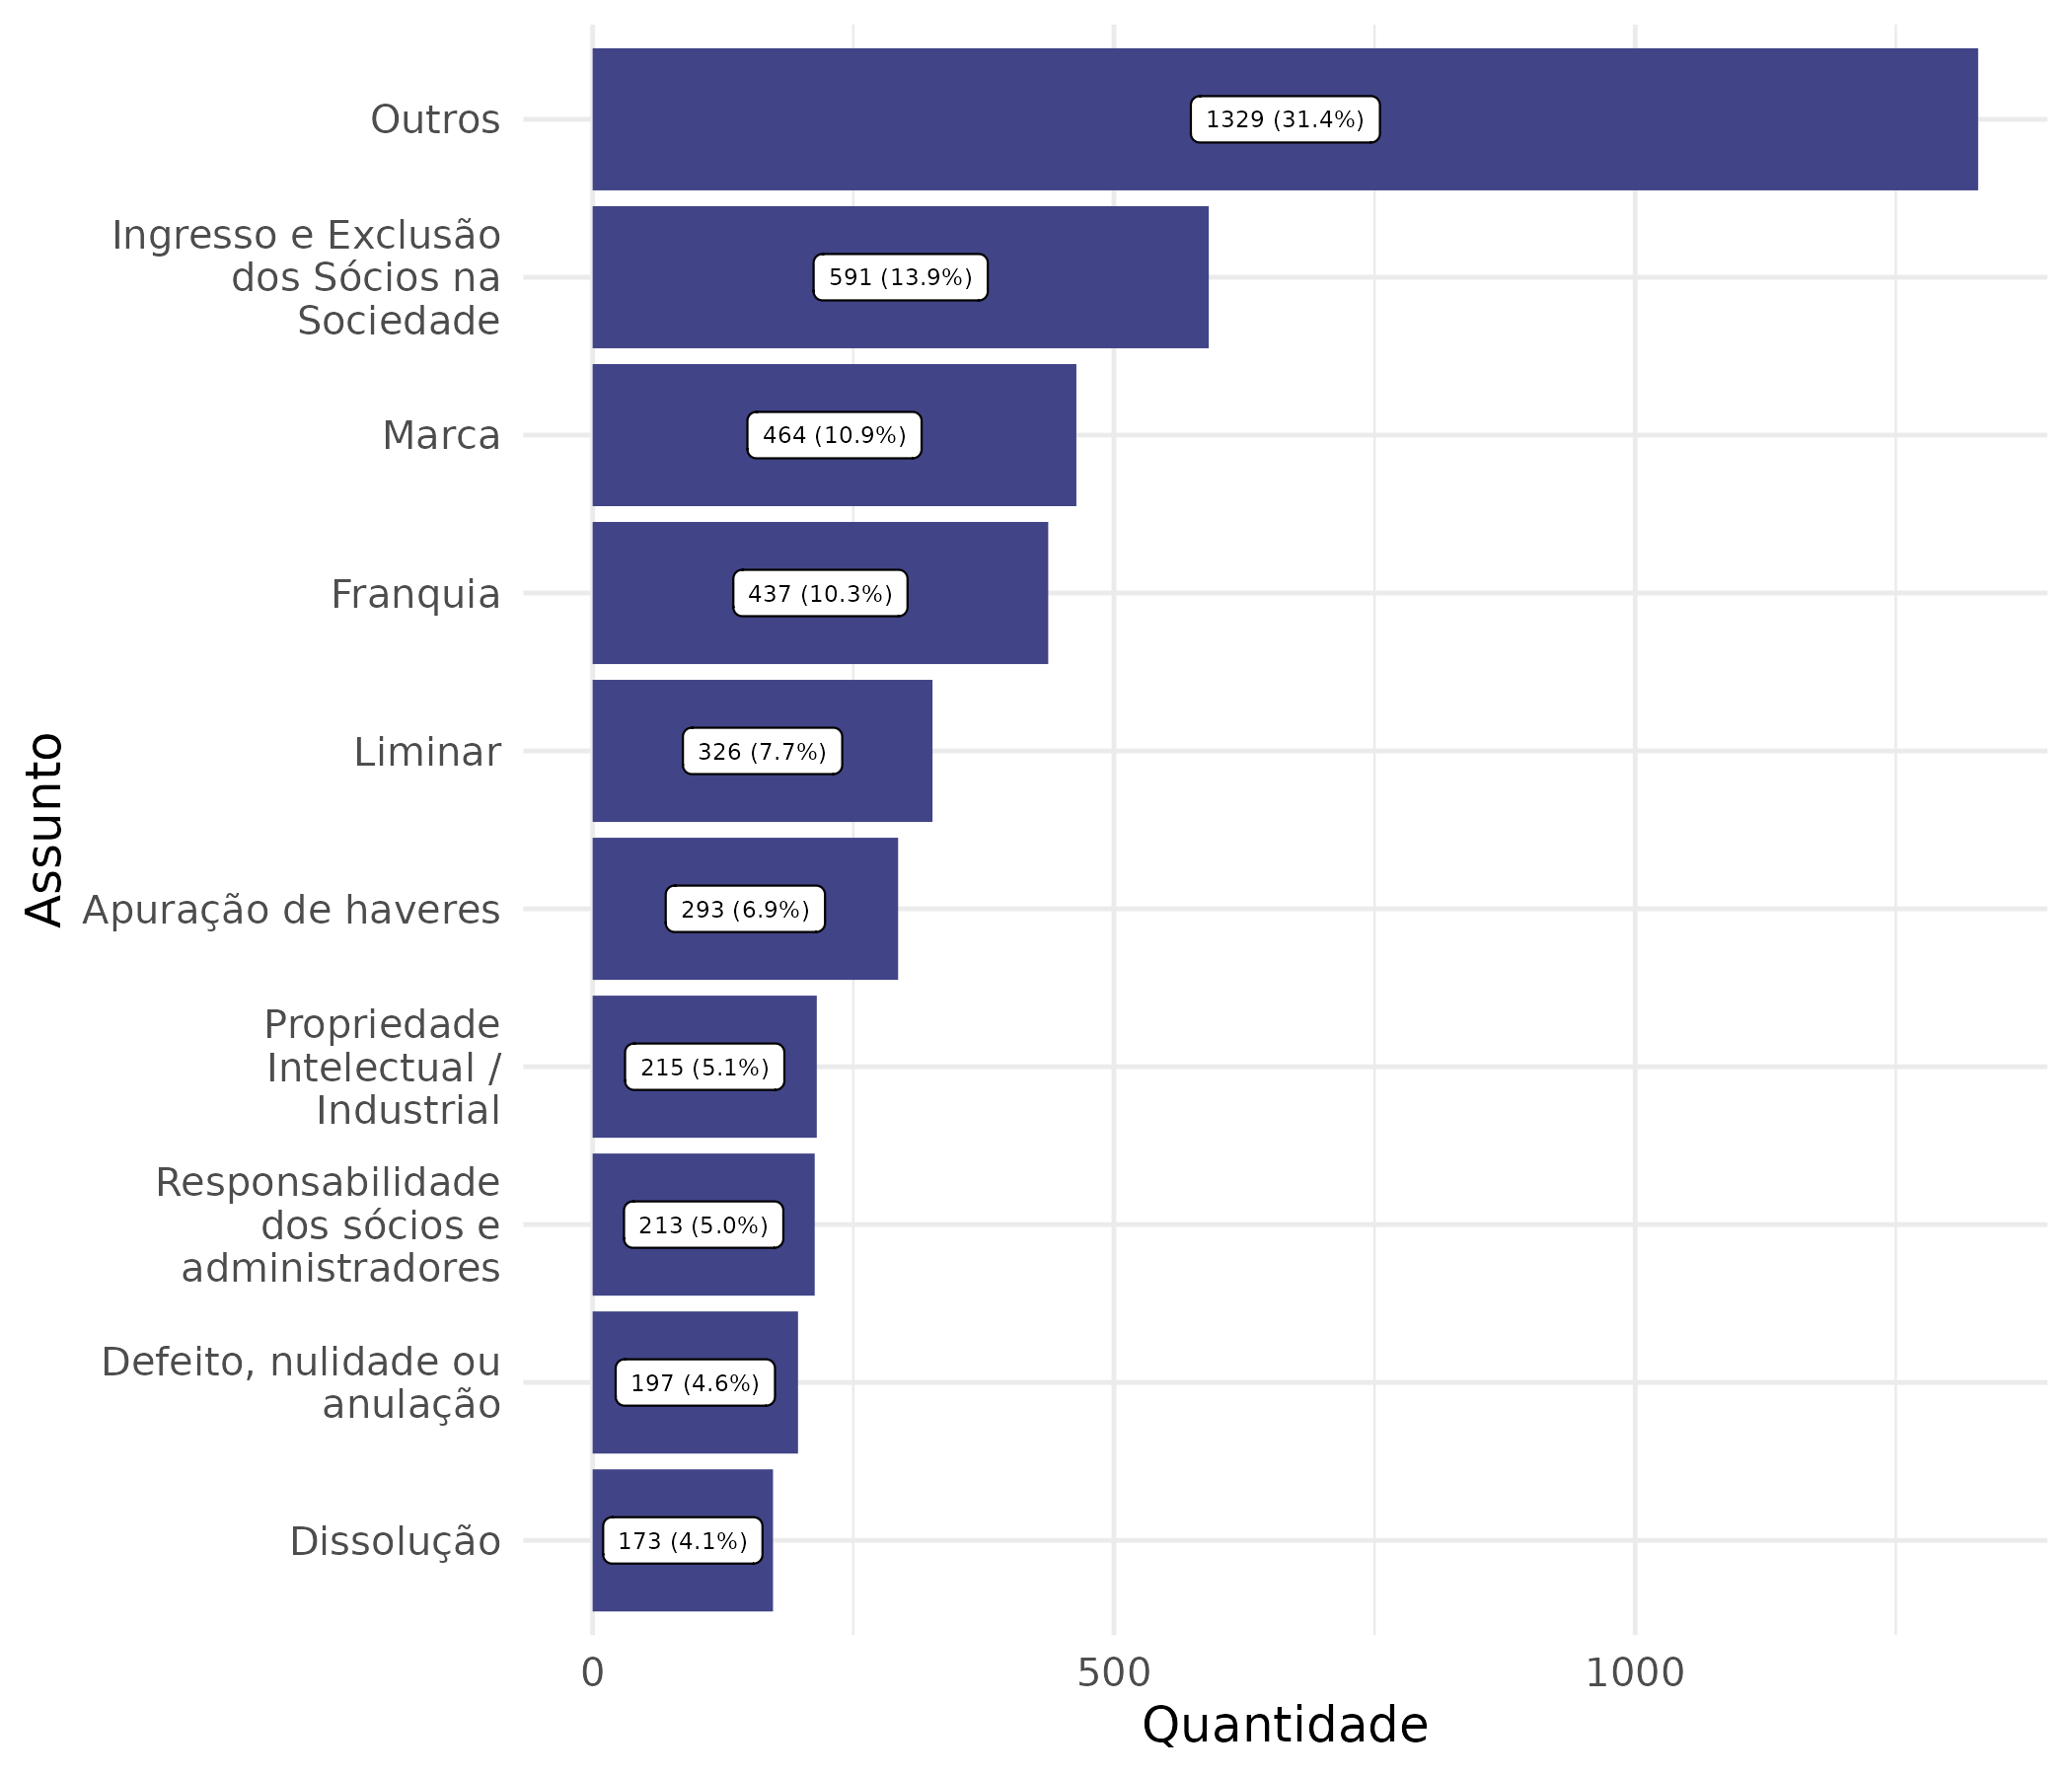 Assunto
Outros
1329 (31.4%)
Ingresso e Exclusão
dos Sócios na
Sociedade
591 (13.9%)
Marca
464 (10.9%)
Franquia
437 (10.3%)
Liminar
326 (7.7%)
Apuração de haveres
293 (6.9%)
Propriedade
Intelectual /
Industrial
215 (5.1%)
Responsabilidade
dos sócios e
administradores
213 (5.0%)
Defeito, nulidade ou
anulação
197 (4.6%)
Dissolução
173 (4.1%)
0
500
1000
Quantidade